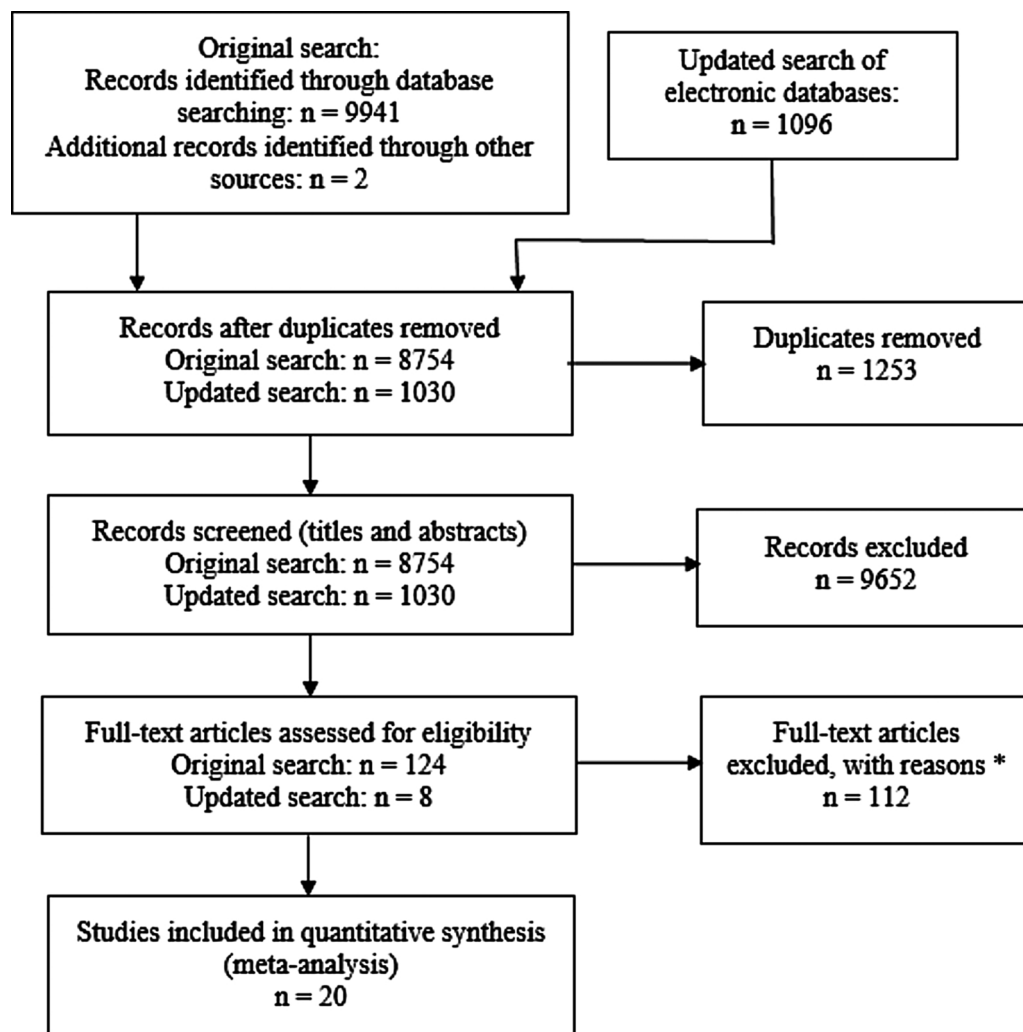 Original search:
Records identified through database
searching: n = 9941
Additional records identified through other
sources: n = 2
Updated search of
electronic databases:
n = 1096
Records after duplicates removed
Original search: n = 8754
Updated search: n = 1030
Duplicates removed
n = 1253
Records screened (titles and abstracts)
Original search: n = 8754
Updated search: n = 1030
Records excluded
n = 9652
Full-text articles assessed for eligibility
Original search: n = 124
Updated search: n = 8
Full-text articles
excluded, with reasons *
n = 112
Studies included in quantitative synthesis
(meta-analysis)
n = 20